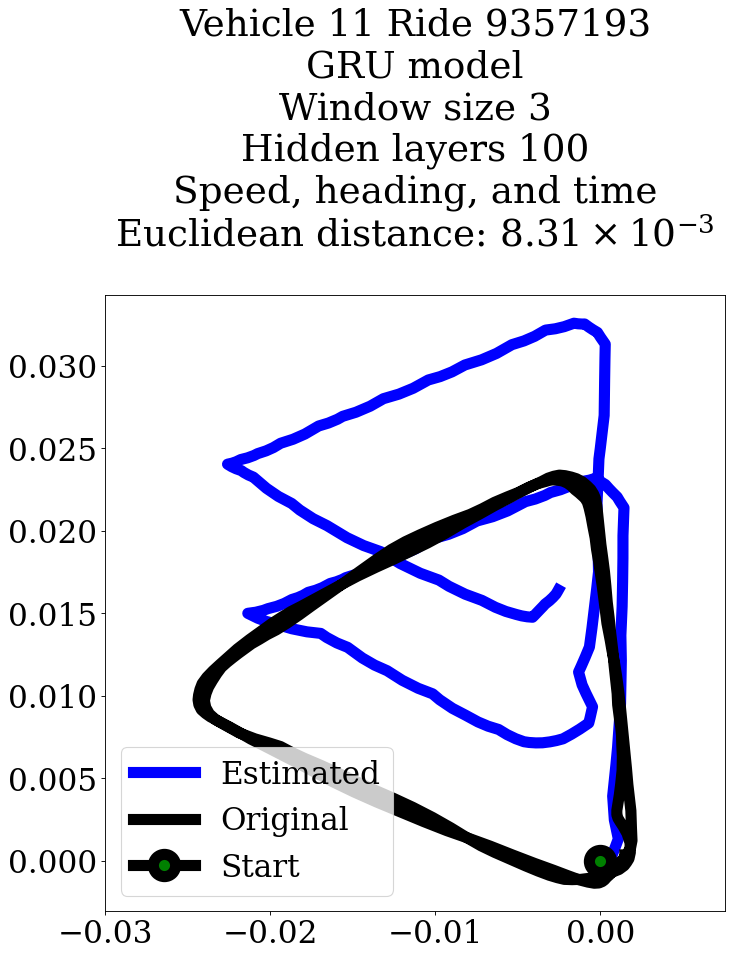 Vehicle 11 Ride 9357193
GRU model
Window size 3
Hidden layers 100
Speed, heading, and time
Euclidean distance: 8.31 × 10⁻³
0.030
0.025
0.020
0.015
0.010
0.005
0.000
Estimated
Original
Start
−0.03 −0.02 −0.01 0.00